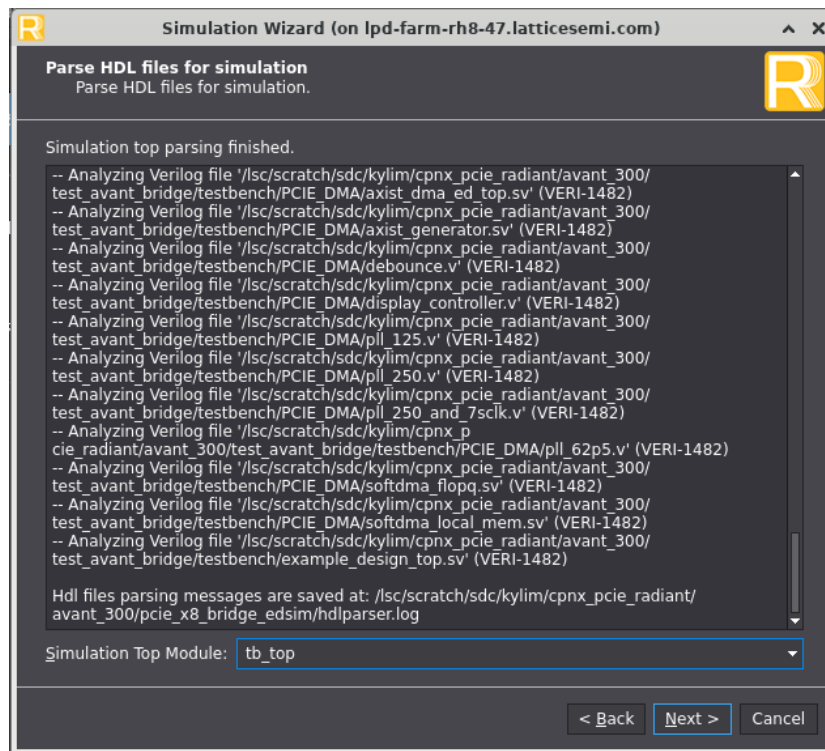 Simulation Wizard (on lpd-farm-rh8-47.latticesemi.com)
Parse HDL files for simulation
Parse HDL files for simulation.
Simulation top parsing finished.
-- Analyzing Verilog file '/lsc/scratch/sdc/kylim/cpnx_pcie_radiant/avant_300/
test_avant_bridge/testbench/PCIE_DMA/axist_dma_ed_top.sv' (VERI-1482)
-- Analyzing Verilog file '/lsc/scratch/sdc/kylim/cpnx_pcie_radiant/avant_300/
test_avant_bridge/testbench/PCIE_DMA/axist_generator.sv' (VERI-1482)
-- Analyzing Verilog file '/lsc/scratch/sdc/kylim/cpnx_pcie_radiant/avant_300/
test_avant_bridge/testbench/PCIE_DMA/debounce.v' (VERI-1482)
-- Analyzing Verilog file '/lsc/scratch/sdc/kylim/cpnx_pcie_radiant/avant_300/
test_avant_bridge/testbench/PCIE_DMA/display_controller.v' (VERI-1482)
-- Analyzing Verilog file '/lsc/scratch/sdc/kylim/cpnx_pcie_radiant/avant_300/
test_avant_bridge/testbench/PCIE_DMA/pll_125.v' (VERI-1482)
-- Analyzing Verilog file '/lsc/scratch/sdc/kylim/cpnx_pcie_radiant/avant_300/
test_avant_bridge/testbench/PCIE_DMA/pll_250.v' (VERI-1482)
-- Analyzing Verilog file '/lsc/scratch/sdc/kylim/cpnx_pcie_radiant/avant_300/
test_avant_bridge/testbench/PCIE_DMA/pll_250_and_7sclk.v' (VERI-1482)
-- Analyzing Verilog file '/lsc/scratch/sdc/kylim/cpnx_p
cie_radiant/avant_300/test_avant_bridge/testbench/PCIE_DMA/pll_62p5.v' (VERI-1482)
-- Analyzing Verilog file '/lsc/scratch/sdc/kylim/cpnx_pcie_radiant/avant_300/
test_avant_bridge/testbench/PCIE_DMA/softdma_flopq.sv' (VERI-1482)
-- Analyzing Verilog file '/lsc/scratch/sdc/kylim/cpnx_pcie_radiant/avant_300/
test_avant_bridge/testbench/PCIE_DMA/softdma_local_mem.sv' (VERI-1482)
-- Analyzing Verilog file '/lsc/scratch/sdc/kylim/cpnx_pcie_radiant/avant_300/
test_avant_bridge/testbench/example_design_top.sv' (VERI-1482)
Hdl files parsing messages are saved at: /lsc/scratch/sdc/kylim/cpnx_pcie_radiant/
avant_300/pcie_x8_bridge_edsim/hdlparser.log
Simulation Top Module: tb_top
< Back Next > Cancel